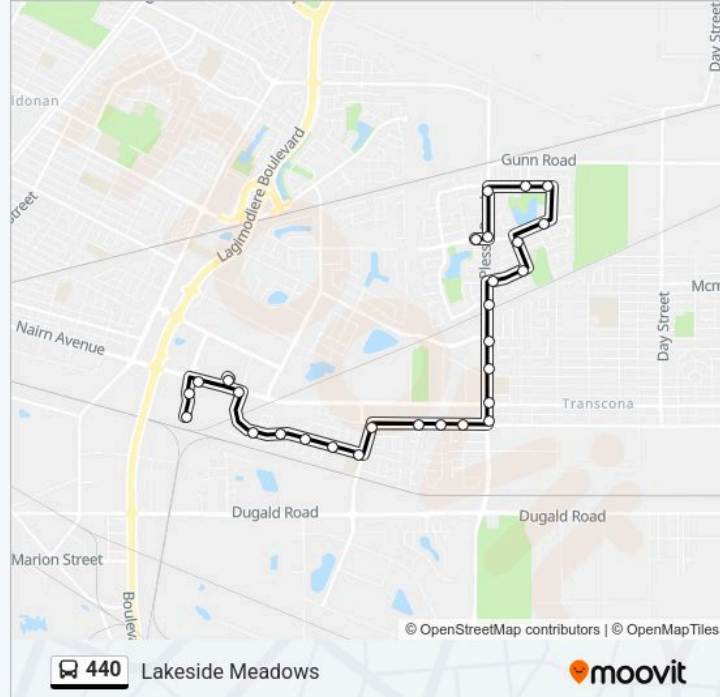 Day Street
ldonan
Gunn Road
treet
Lagimodiere Boulevard
Pless
Mcm
Nairn Avenue
Day Street
Transcona
Dugald Road
Dugald Road
Marion Street
Boulev
© OpenStreetMap contributors | © OpenMapTiles
440 Lakeside Meadows
moovit